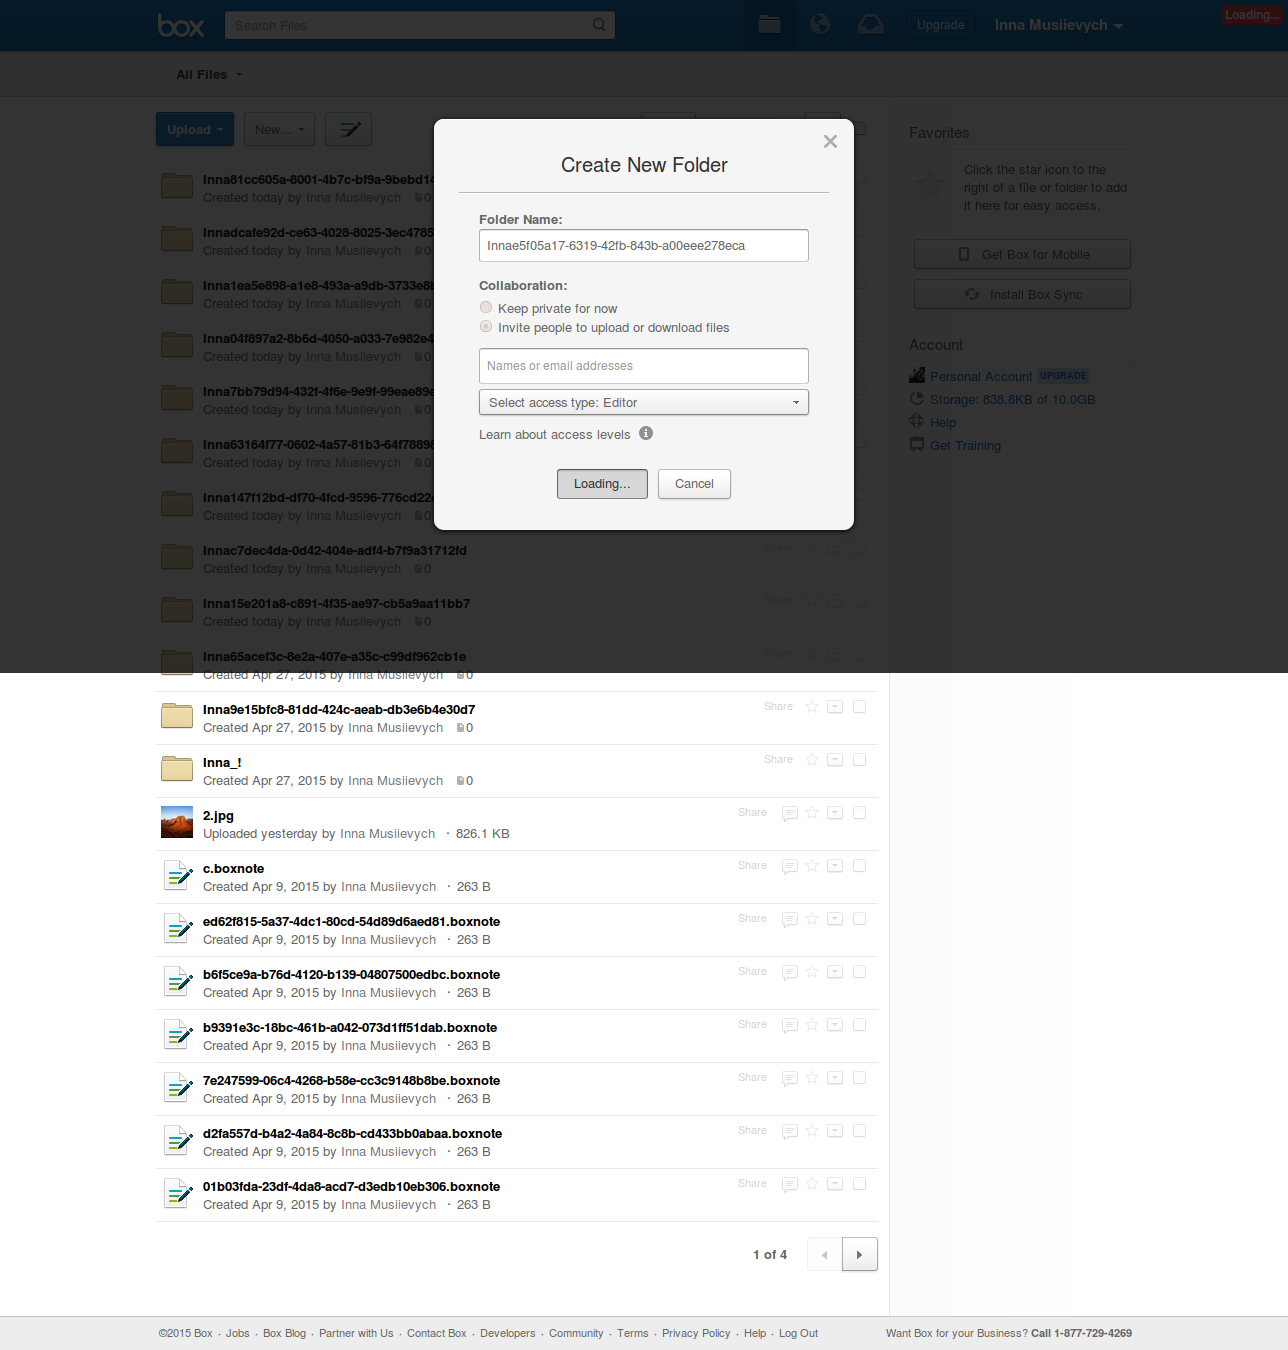 box
Search Files
Upgrade
Inna Musiievych
Loading...
All Files
Upload
New...
Create New Folder
Folder Name:
Innae5f05a17-6319-42fb-843b-a00eee278eca
Collaboration:
Keep private for now
Invite people to upload or download files
Names or email addresses
Select access type: Editor
Learn about access levels
Loading...
Cancel
Inna81cc605a-8001-4b7c-bf9a-9bebd14
Created today by Inna Musiievych 0
Innadcafe92d-ce63-4028-8025-3ec4785
Created today by Inna Musiievych 0
Inna1ea5e898-a1e8-493a-a9db-3733e8b
Created today by Inna Musiievych 0
Inna04f897a2-8b6d-4050-a033-7e982e4
Created today by Inna Musiievych 0
Inna7bb79d94-432f-4f6e-9e9f-99eae89e
Created today by Inna Musiievych 0
Inna63164f77-0602-4a57-81b3-64f78898
Created today by Inna Musiievych 0
Inna147f12bd-df70-4fcd-9596-776cd22c
Created today by Inna Musiievych 0
Innac7dec4da-0d42-404e-adf4-b7f9a31712fd Share
Created today by Inna Musiievych 0
Inna15e201a8-c891-4f35-ae97-cb5a9aa11bb7 Share
Created today by Inna Musiievych 0
Inna65acef3c-8e2a-407e-a35c-c99df962cb1e Share
Created Apr 27, 2015 by Inna Musiievych 0
Inna9e15bfc8-81dd-424c-aeab-db3e6b4e30d7 Share
Created Apr 27, 2015 by Inna Musiievych 0
Inna_! Share
Created Apr 27, 2015 by Inna Musiievych 0
2.jpg Share
Uploaded yesterday by Inna Musiievych · 826.1 KB
c.boxnote Share
Created Apr 9, 2015 by Inna Musiievych · 263 B
ed62f815-5a37-4dc1-80cd-54d89d6aed81.boxnote Share
Created Apr 9, 2015 by Inna Musiievych · 263 B
b6f5ce9a-b76d-4120-b139-04807500edbc.boxnote Share
Created Apr 9, 2015 by Inna Musiievych · 263 B
b9391e3c-18bc-461b-a042-073d1ff51dab.boxnote Share
Created Apr 9, 2015 by Inna Musiievych · 263 B
7e247599-06c4-4268-b58e-cc3c9148b8be.boxnote Share
Created Apr 9, 2015 by Inna Musiievych · 263 B
d2fa557d-b4a2-4a84-8c8b-cd433bb0abaa.boxnote Share
Created Apr 9, 2015 by Inna Musiievych · 263 B
01b03fda-23df-4da8-acd7-d3edb10eb306.boxnote Share
Created Apr 9, 2015 by Inna Musiievych · 263 B
1 of 4
Favorites
Click the star icon to the
right of a file or folder to add
it here for easy access.
Get Box for Mobile
Install Box Sync
Account
Personal Account UPGRADE
Storage: 838.8KB of 10.0GB
Help
Get Training
©2015 Box · Jobs · Box Blog · Partner with Us · Contact Box · Developers · Community · Terms · Privacy Policy · Help · Log Out
Want Box for your Business? Call 1-877-729-4269